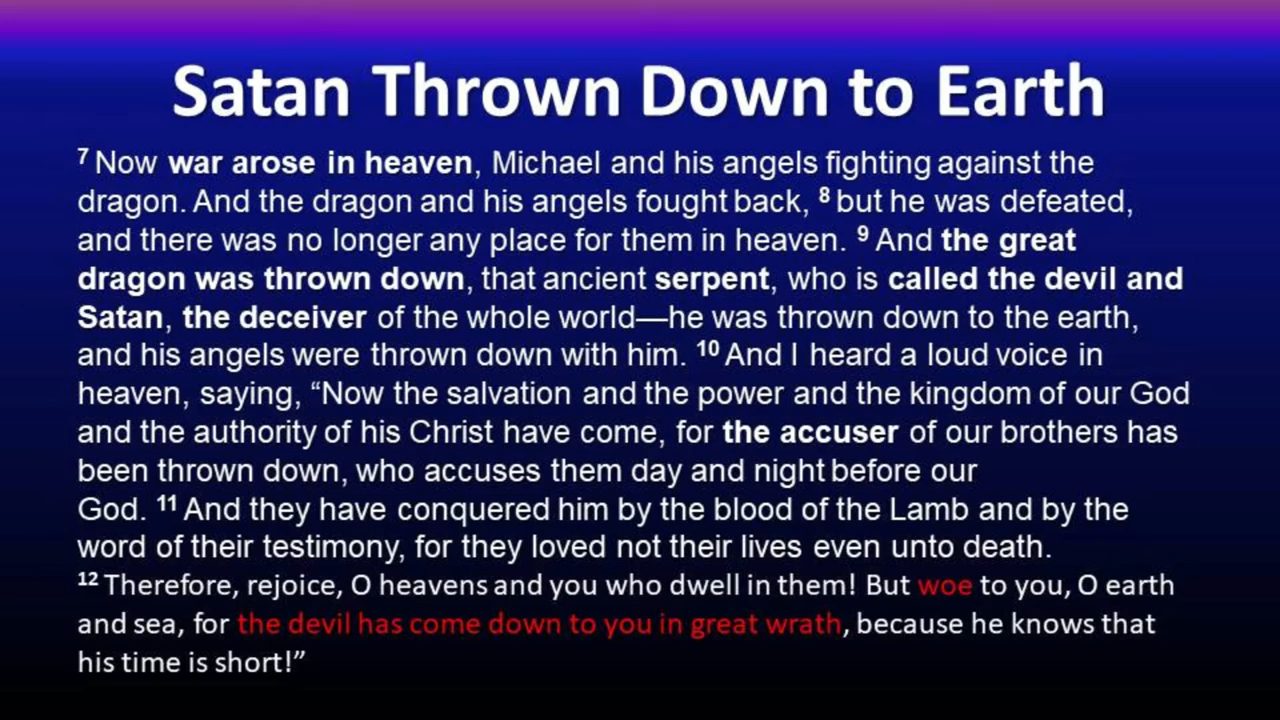 Satan Thrown Down to Earth
7 Now war arose in heaven, Michael and his angels fighting against the
dragon. And the dragon and his angels fought back, 8 but he was defeated,
and there was no longer any place for them in heaven. 9 And the great
dragon was thrown down, that ancient serpent, who is called the devil and
Satan, the deceiver of the whole world—he was thrown down to the earth,
and his angels were thrown down with him. 10 And I heard a loud voice in
heaven, saying, “Now the salvation and the power and the kingdom of our God
and the authority of his Christ have come, for the accuser of our brothers has
been thrown down, who accuses them day and night before our
God. 11 And they have conquered him by the blood of the Lamb and by the
word of their testimony, for they loved not their lives even unto death.
12 Therefore, rejoice, O heavens and you who dwell in them! But woe to you, O earth
and sea, for the devil has come down to you in great wrath, because he knows that
his time is short!”